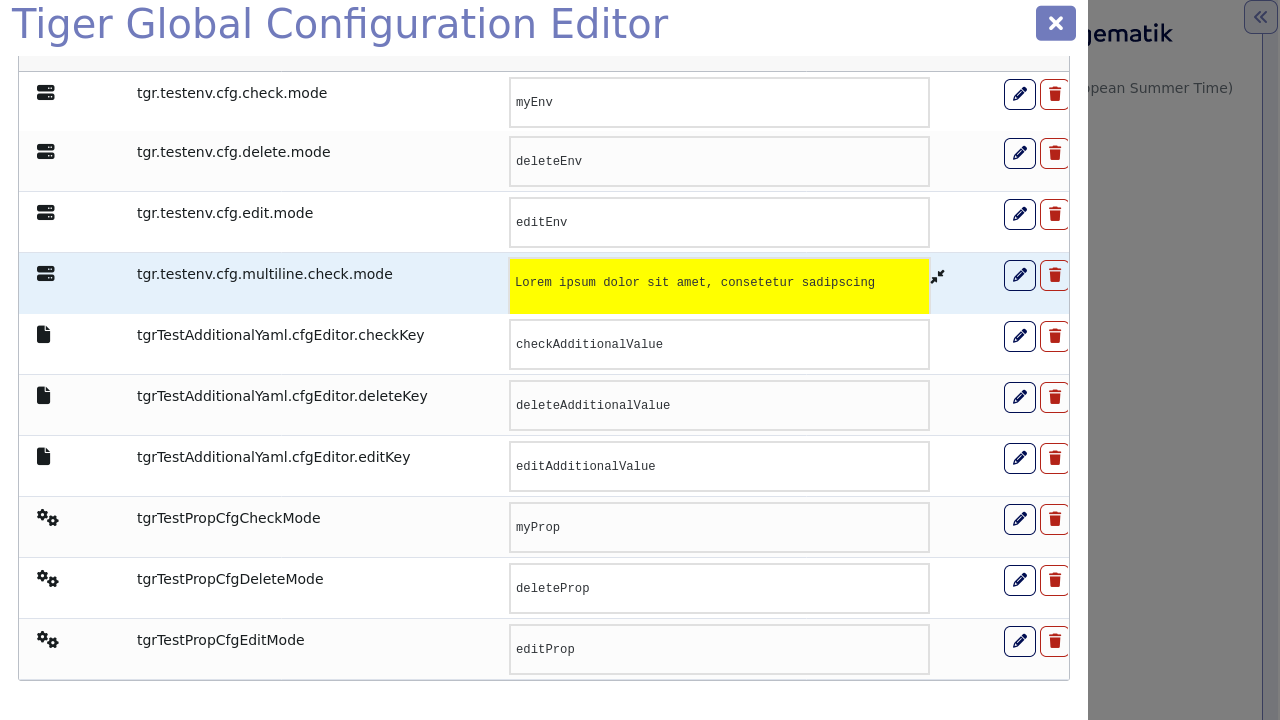 Tiger Global Configuration Editor
gematik
pean Summer Time)
tgr.testenv.cfg.check.mode
myEnv
tgr.testenv.cfg.delete.mode
deleteEnv
tgr.testenv.cfg.edit.mode
editEnv
tgr.testenv.cfg.multiline.check.mode
Lorem ipsum dolor sit amet, consetetur sadipscing
tgrTestAdditionalYaml.cfgEditor.checkKey
checkAdditionalValue
tgrTestAdditionalYaml.cfgEditor.deleteKey
deleteAdditionalValue
tgrTestAdditionalYaml.cfgEditor.editKey
editAdditionalValue
tgrTestPropCfgCheckMode
myProp
tgrTestPropCfgDeleteMode
deleteProp
tgrTestPropCfgEditMode
editProp